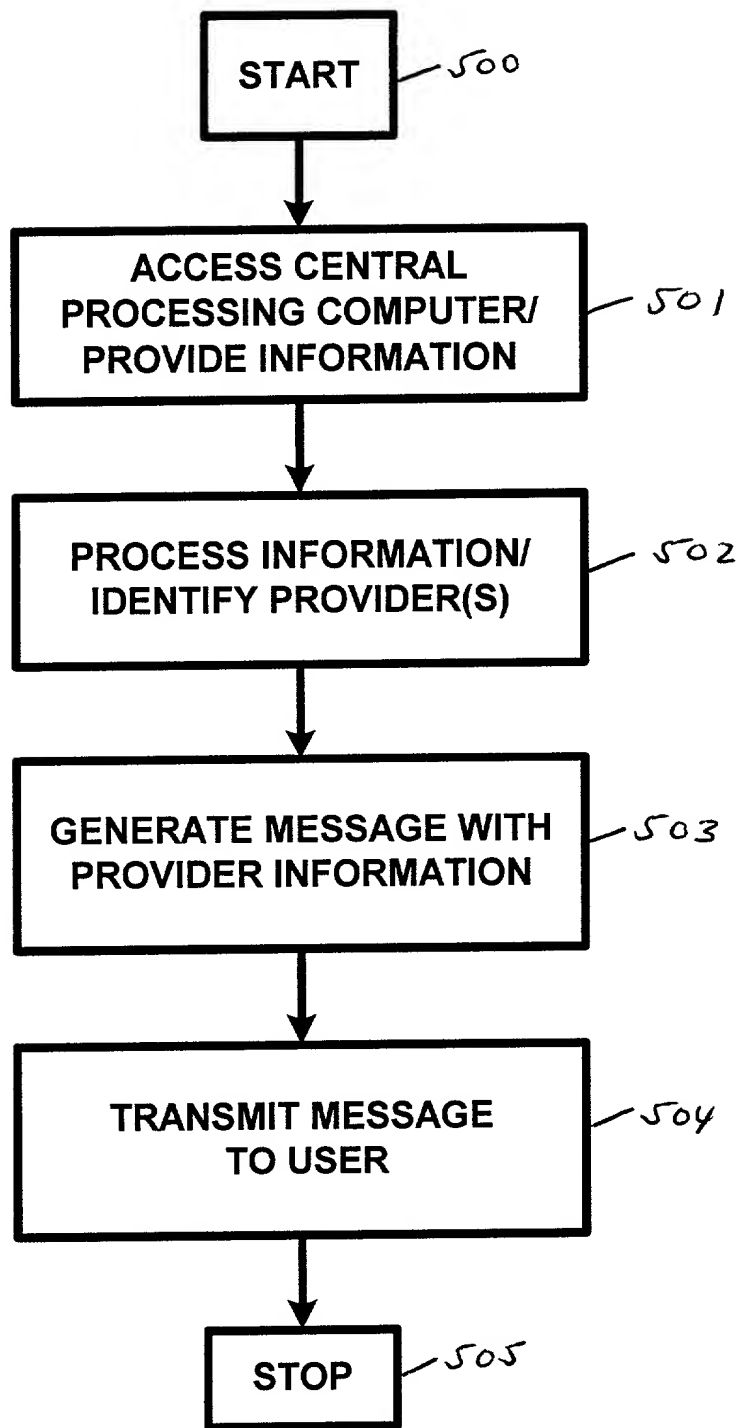 START
500
ACCESS CENTRAL
PROCESSING COMPUTER/
PROVIDE INFORMATION
501
PROCESS INFORMATION/
IDENTIFY PROVIDER(S)
502
GENERATE MESSAGE WITH
PROVIDER INFORMATION
503
TRANSMIT MESSAGE
TO USER
504
STOP
505